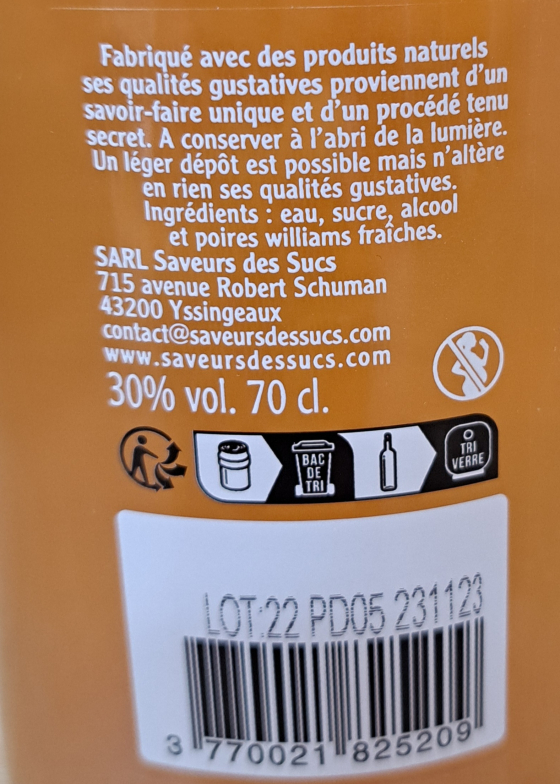 Fabriqué avec des produits naturels
ses qualités gustatives proviennent d'un
savoir-faire unique et d'un procédé tenu
secret. A conserver à l'abri de la lumière.
Un léger dépôt est possible mais n'altère
en rien ses qualités gustatives.
Ingrédients : eau, sucre, alcool
et poires williams fraîches.
SARL Saveurs des Sucs
715 avenue Robert Schuman
43200 Yssingeaux
contact@saveursdessucs.com
www.saveursdessucs.com
30% vol. 70 cl.
BAC
DE
TRI
TRI
VERRE
LOT:22 PD05 231123
3 770021 825209